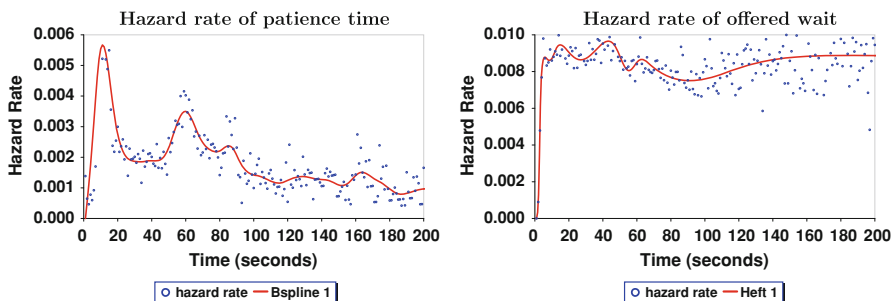 Hazard rate of patience time
Hazard Rate
0.006
0.005
0.004
0.003
0.002
0.001
0.000
0 20 40 60 80 100 120 140 160 180 200
Time (seconds)
hazard rate Bspline 1
Hazard rate of offered wait
Hazard Rate
0.010
0.008
0.006
0.004
0.002
0.000
0 20 40 60 80 100 120 140 160 180 200
Time (seconds)
hazard rate Heft 1